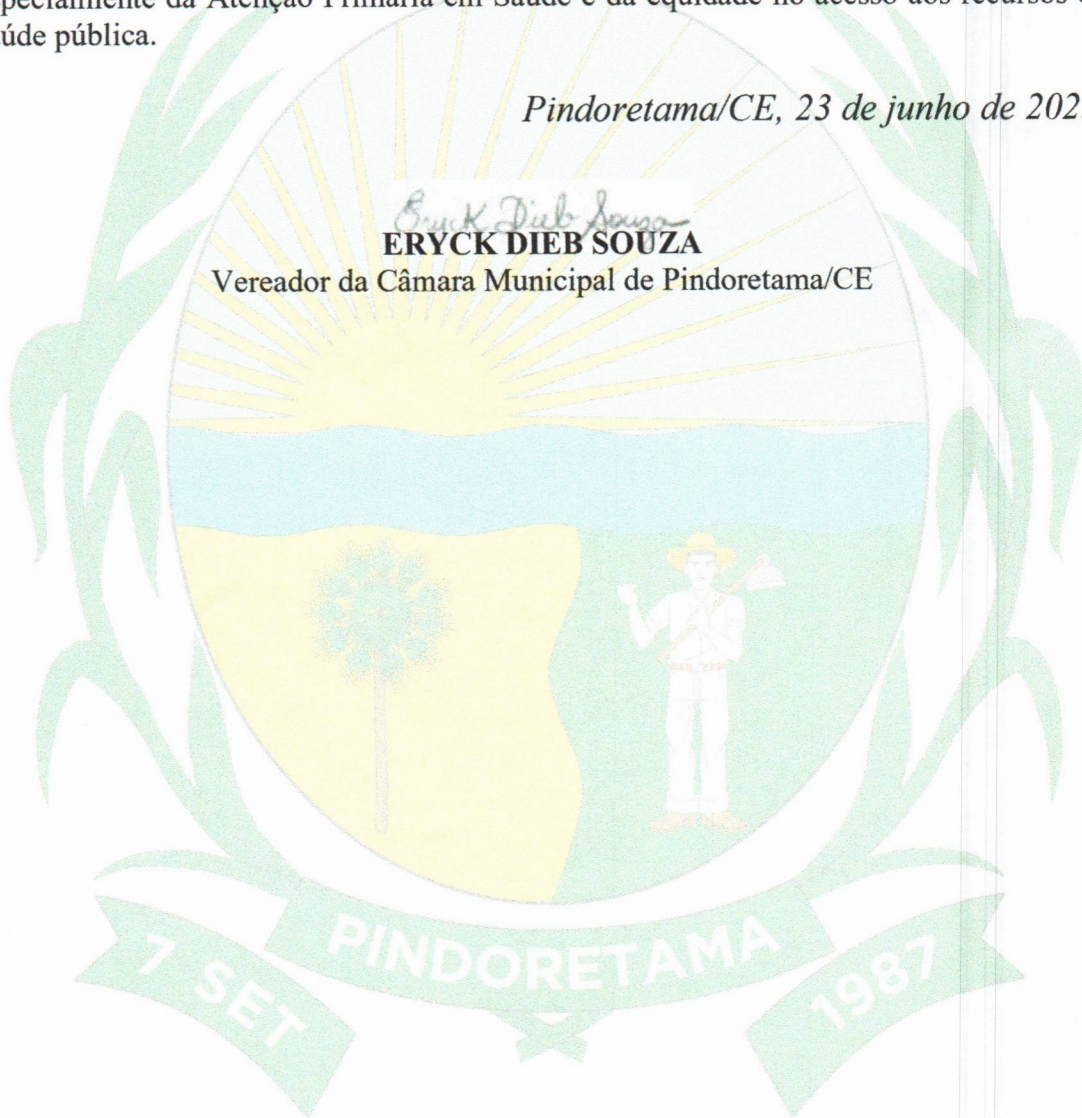 specialmente da Atenção Primária em Saúde e da equidade no acesso aos recursos
úde pública.
Pindoretama/CE, 23 de junho de 202
Eryck Dieb Souza
ERYCK DIEB SOUZA
Vereador da Câmara Municipal de Pindoretama/CE
7 SET
PINDORETAMA
1987